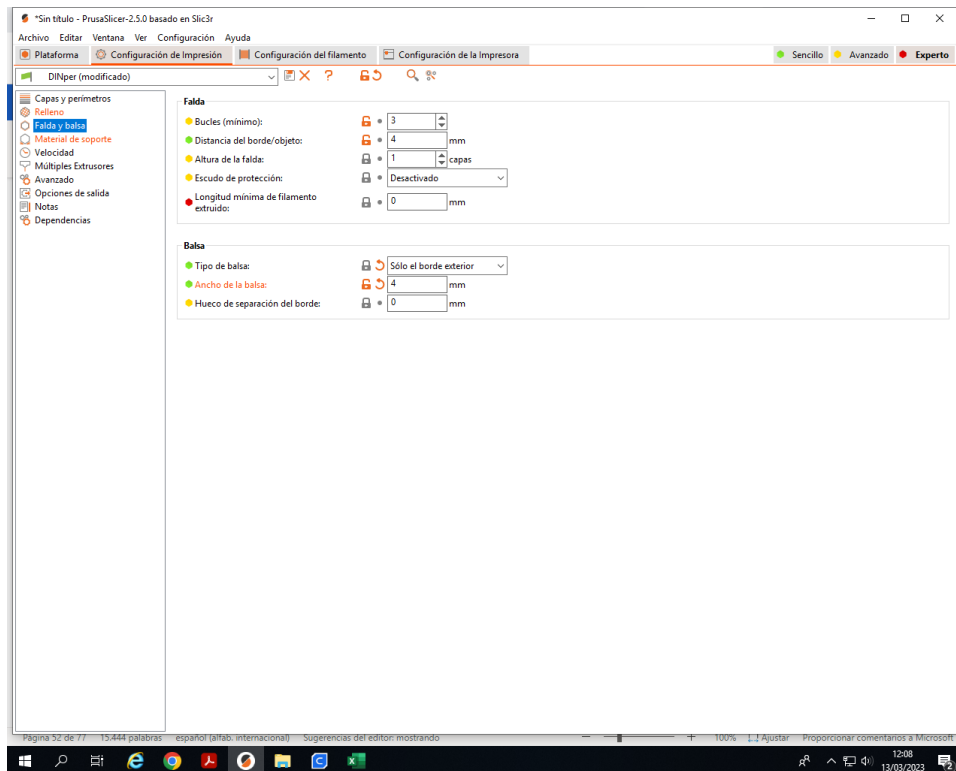 *Sin título - PrusaSlicer-2.5.0 basado en Slic3r
Archivo Editar Ventana Ver Configuración Ayuda
Plataforma Configuración de Impresión Configuración del filamento Configuración de la Impresora Sencillo Avanzado Experto
DINper (modificado)
Capas y perímetros
Relleno
Falda y balsa
Material de soporte
Velocidad
Múltiples Extrusores
Avanzado
Opciones de salida
Notas
Dependencias
Falda
Bucles (mínimo): 3
Distancia del borde/objeto: 4 mm
Altura de la falda: 1 capas
Escudo de protección: Desactivado
Longitud mínima de filamento
extruido: 0 mm
Balsa
Tipo de balsa: Sólo el borde exterior
Ancho de la balsa: 4 mm
Hueco de separación del borde: 0 mm
Página 52 de 77 15.444 palabras español (alfab. internacional) Sugerencias del editor: mostrando 100% Ajustar Proporcionar comentarios a Microsoft
12:08
13/03/2023